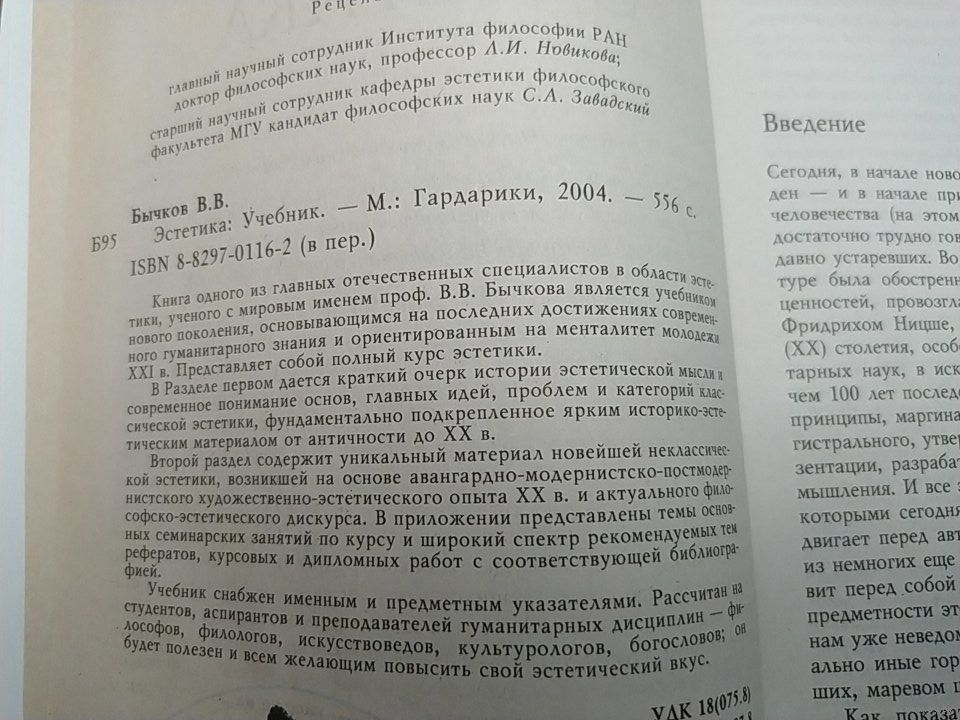 Рецен
главный научный сотрудник Института философии РАН
доктор философских наук, профессор Л.И. Новикова;
старший научный сотрудник кафедры эстетики философского
факультета МГУ кандидат философских наук С.А. Завадский
Бычков В.В.
Б95 Эстетика: Учебник. — М.: Гардарики, 2004. — 556 с.
ISBN 5-8297-0116-2 (в пер.)
Книга одного из главных отечественных специалистов в области эсте-
тики, ученого с мировым именем проф. В.В. Бычкова является учебником
нового поколения, основывающимся на последних достижениях современ-
ного гуманитарного знания и ориентированным на менталитет молодежи
XXI в. Представляет собой полный курс эстетики.
В Разделе первом дается краткий очерк истории эстетической мысли и
современное понимание основ, главных идей, проблем и категорий клас-
сической эстетики, фундаментально подкрепленное ярким историко-эсте-
тическим материалом от античности до XX в.
Второй раздел содержит уникальный материал новейшей неклассичес-
кой эстетики, возникшей на основе авангардно-модернистско-постмодер-
нистского художественно-эстетического опыта XX в. и актуального фило-
софско-эстетического дискурса. В приложении представлены темы основ-
ных семинарских занятий по курсу и широкий спектр рекомендуемых тем
рефератов, курсовых и дипломных работ с соответствующей библиогра-
фией.
Учебник снабжен именным и предметным указателями. Рассчитан на
студентов, аспирантов и преподавателей гуманитарных дисциплин — фи-
лософов, филологов, искусствоведов, культурологов, богословов; он
будет полезен и всем желающим повысить свой эстетический вкус.
УДК 18(075.8)
Введение
Сегодня, в начале ново
ден — и в начале при
человечества (на этом
достаточно трудно гов
давно устаревших. Во
туре была обострен
ценностей, провозгла
Фридрихом Ницше,
(XX) столетия, особ
тарных наук, в иск
чем 100 лет послед
принципы, маргина
гистрального, утвер
зентации, разрабат
мышления. И все
которыми сегодня
двигает перед авт
из немногих еще
вит перед собой
предметности эт
нам уже неведом
ально иные гор
ших, маревом ц
Как показат